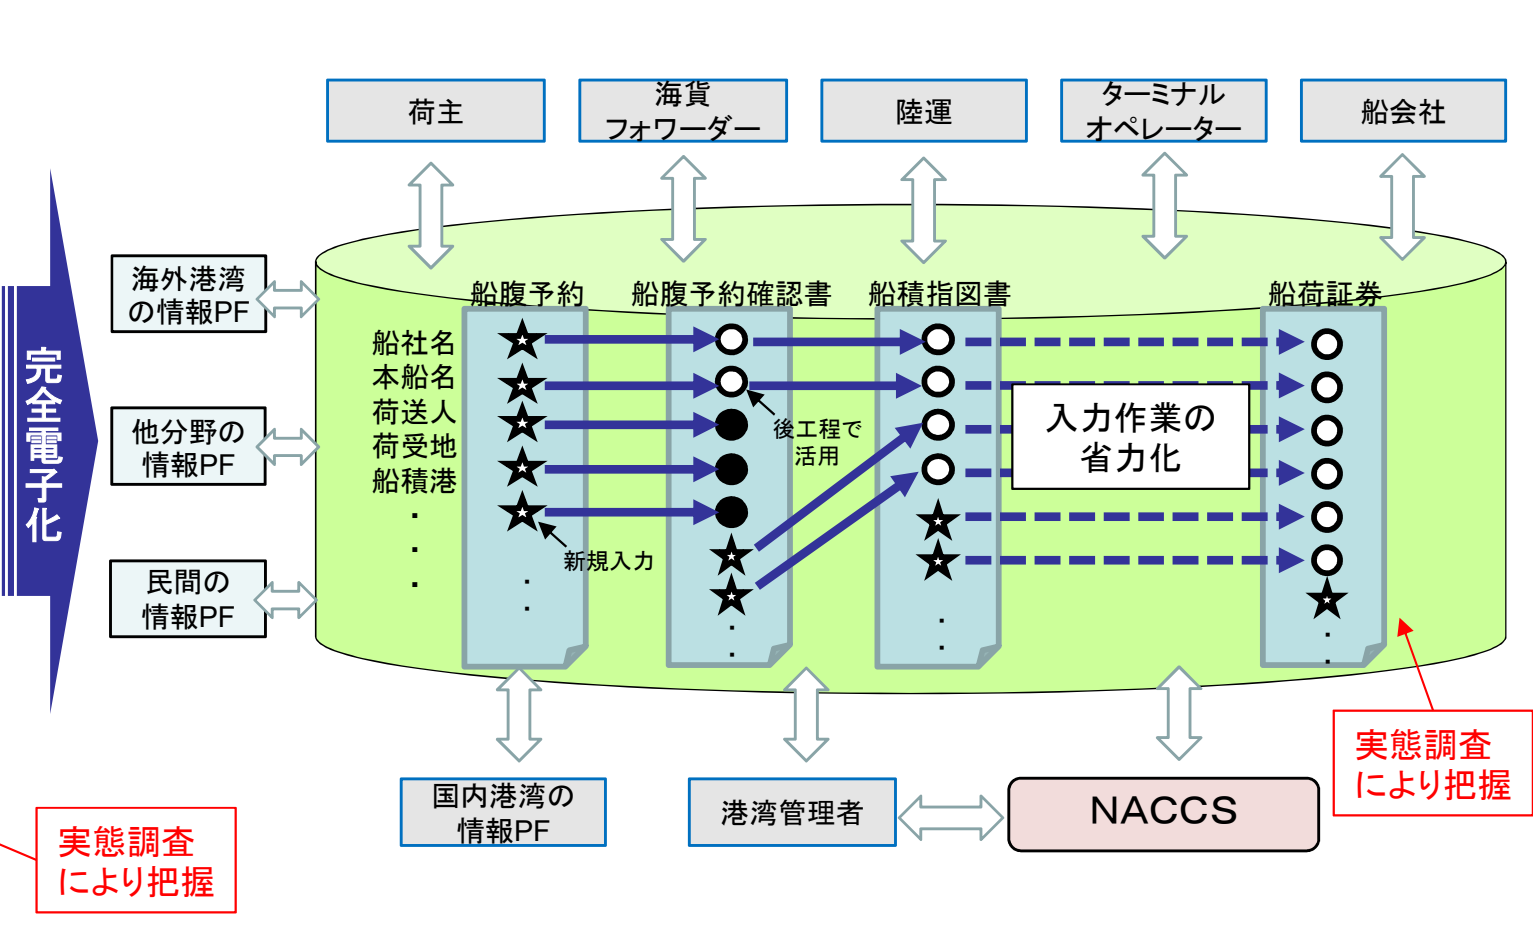 荷主
海貨
フォワーダー
陸運
ターミナル
オペレーター
船会社
完全電子化
海外港湾
の情報PF
他分野の
情報PF
民間の
情報PF
船腹予約
船腹予約確認書
船積指図書
船荷証券
船社名
本船名
荷送人
荷受地
船積港
・
・
・
新規入力
後工程で
活用
入力作業の
省力化
国内港湾の
情報PF
港湾管理者
NACCS
実態調査
により把握
実態調査
により把握